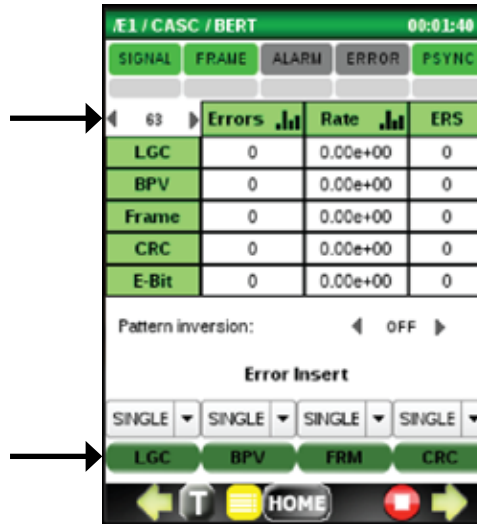 /E1 / CASC / BERT 00:01:40
SIGNAL FRAME ALARM ERROR PSYNC
63 Errors Rate ERS
LGC 0 0.00e+00 0
BPV 0 0.00e+00 0
Frame 0 0.00e+00 0
CRC 0 0.00e+00 0
E-Bit 0 0.00e+00 0
Pattern inversion: OFF
Error Insert
SINGLE SINGLE SINGLE SINGLE
LGC BPV FRM CRC
T HOME